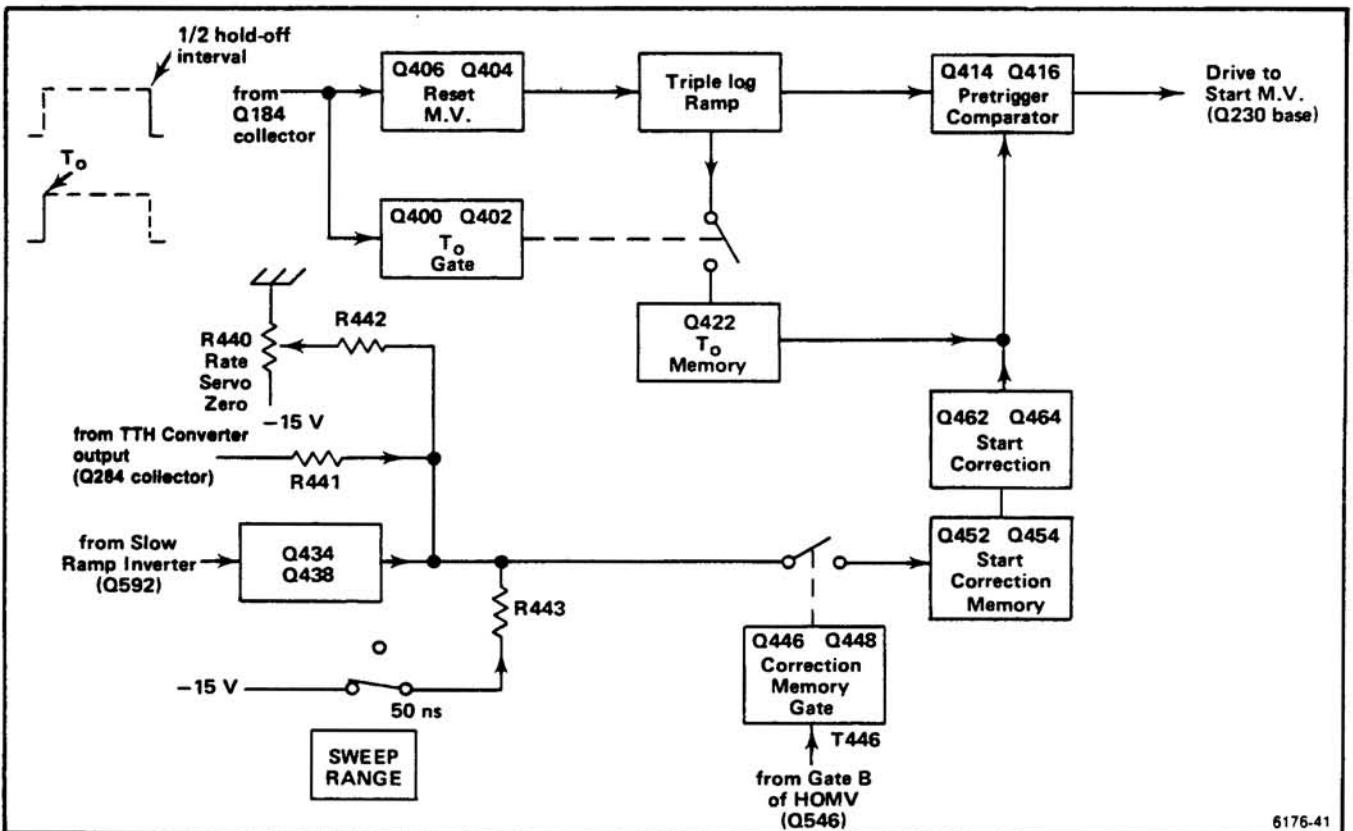 1/2 hold-off
interval
from
Q184
collector
Q406 Q404
Reset
M.V.
Triple log
Ramp
Q414 Q416
Pretrigger
Comparator
Drive to
Start M.V.
(Q230 base)
To
Q400 Q402
To
Gate
Q422
To
Memory
R440
Rate
Servo
Zero
R442
-15 V
from TTH Converter
output
(Q284 collector)
R441
Q462 Q464
Start
Correction
from Slow
Ramp Inverter
(Q592)
Q434
Q438
R443
Q452 Q454
Start
Correction
Memory
-15 V
50 ns
Q446 Q448
Correction
Memory
Gate
T446
SWEEP
RANGE
from Gate B
of HOMV
(Q546)
6176-41